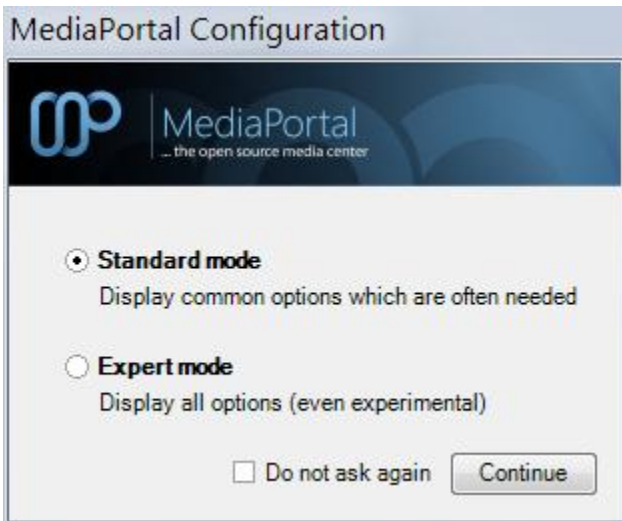 MediaPortal Configuration
MediaPortal
... the open source media center
Standard mode
Display common options which are often needed
Expert mode
Display all options (even experimental)
Do not ask again Continue